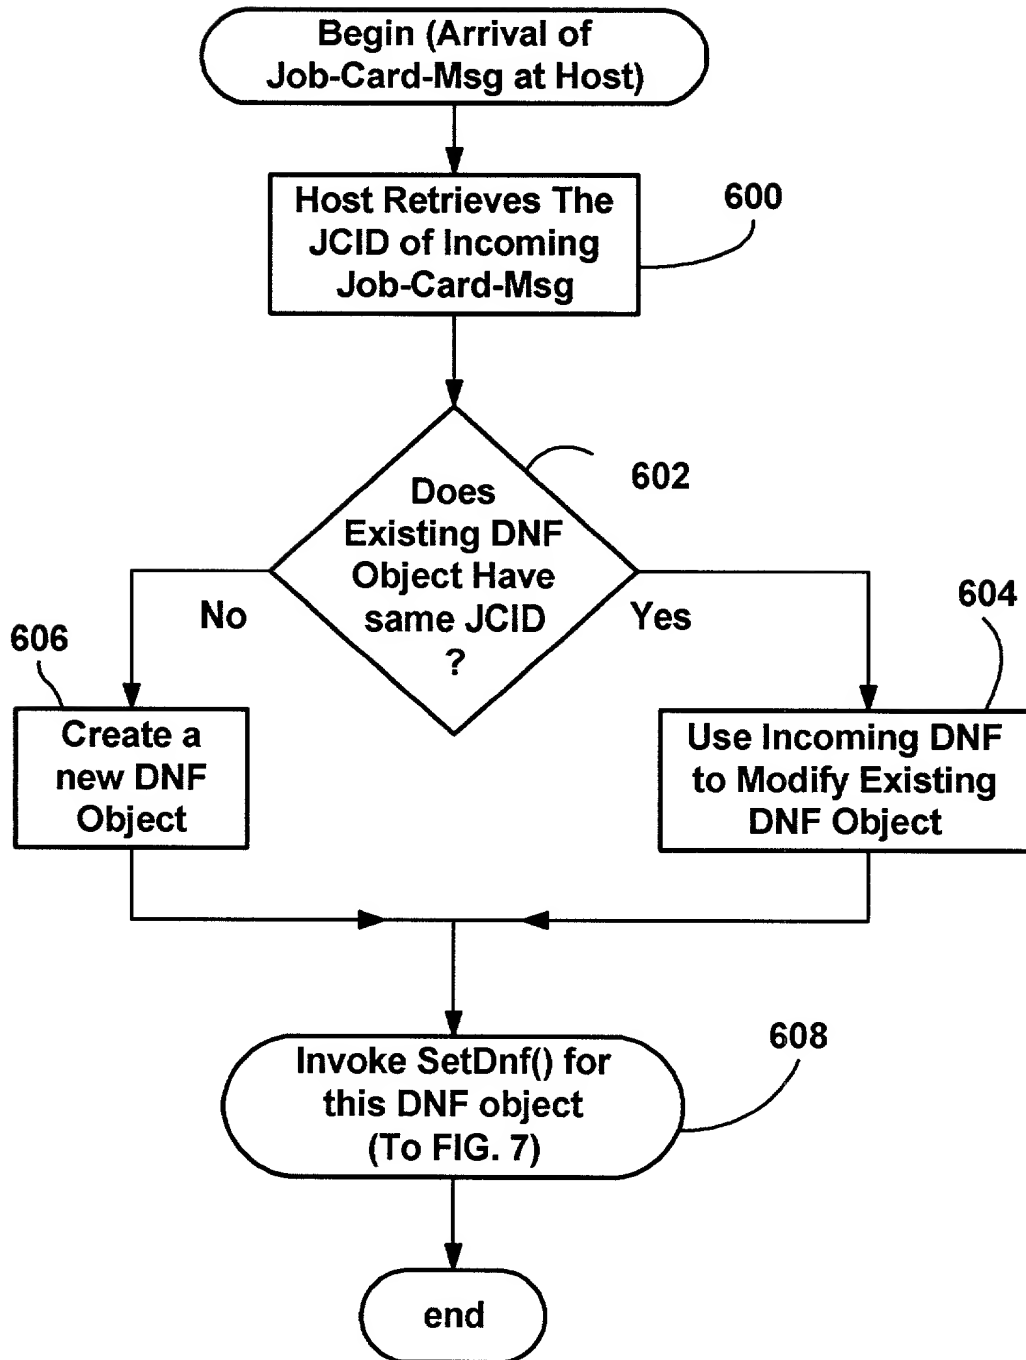 Begin (Arrival of
Job-Card-Msg at Host)
Host Retrieves The
JCID of Incoming
Job-Card-Msg
600
Does
Existing DNF
Object Have
same JCID
?
602
No
Yes
606
Create a
new DNF
Object
604
Use Incoming DNF
to Modify Existing
DNF Object
Invoke SetDnf() for
this DNF object
(To FIG. 7)
608
end